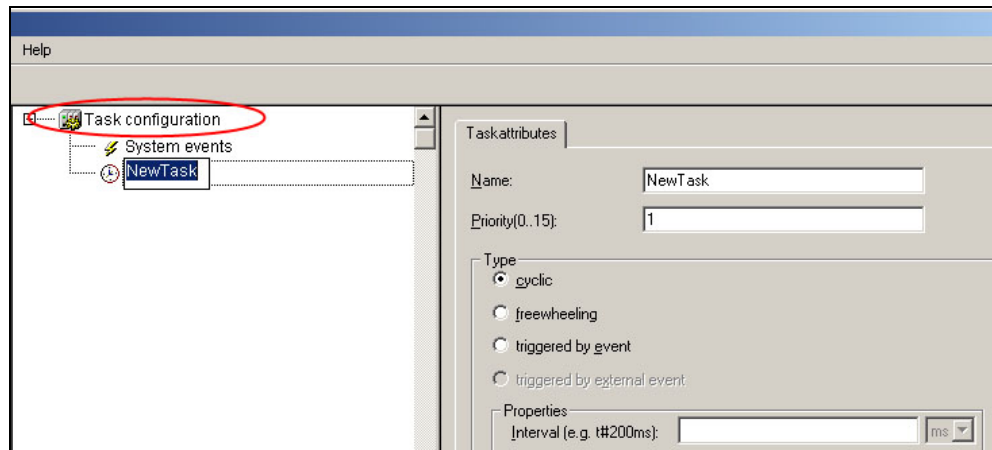 Help
Task configuration
System events
NewTask
Taskattributes
Name: NewTask
Priority(0..15): 1
Type
cyclic
freewheeling
triggered by event
triggered by external event
Properties
Interval (e.g. t#200ms): ms